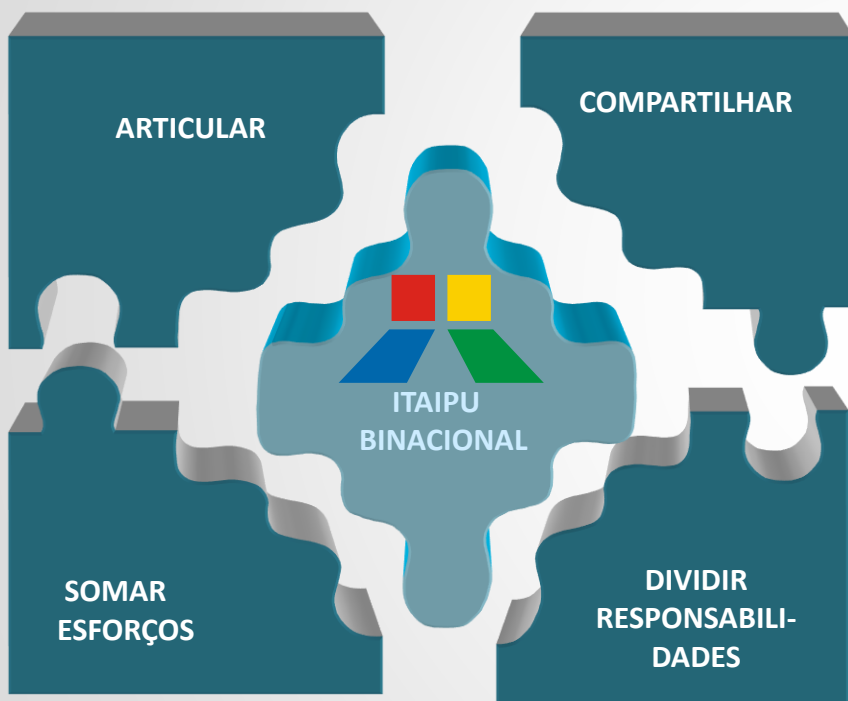 ARTICULAR
COMPARTILHAR
ITAIPU
BINACIONAL
SOMAR
ESFORÇOS
DIVIDIR
RESPONSABILI-
DADES